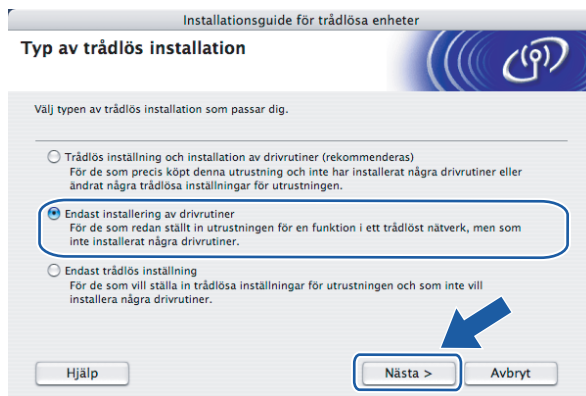 Installationsguide för trådlösa enheter
Typ av trådlös installation
Välj typen av trådlös installation som passar dig.
Trådlös inställning och installation av drivrutiner (rekommenderas)
För de som precis köpt denna utrustning och inte har installerat några drivrutiner eller
ändrat några trådlösa inställningar för utrustningen.
Endast installering av drivrutiner
För de som redan ställt in utrustningen för en funktion i ett trådlöst nätverk, men som
inte installerat några drivrutiner.
Endast trådlös inställning
För de som vill ställa in trådlösa inställningar för utrustningen och som inte vill
installera några drivrutiner.
Hjälp
Nästa >
Avbryt